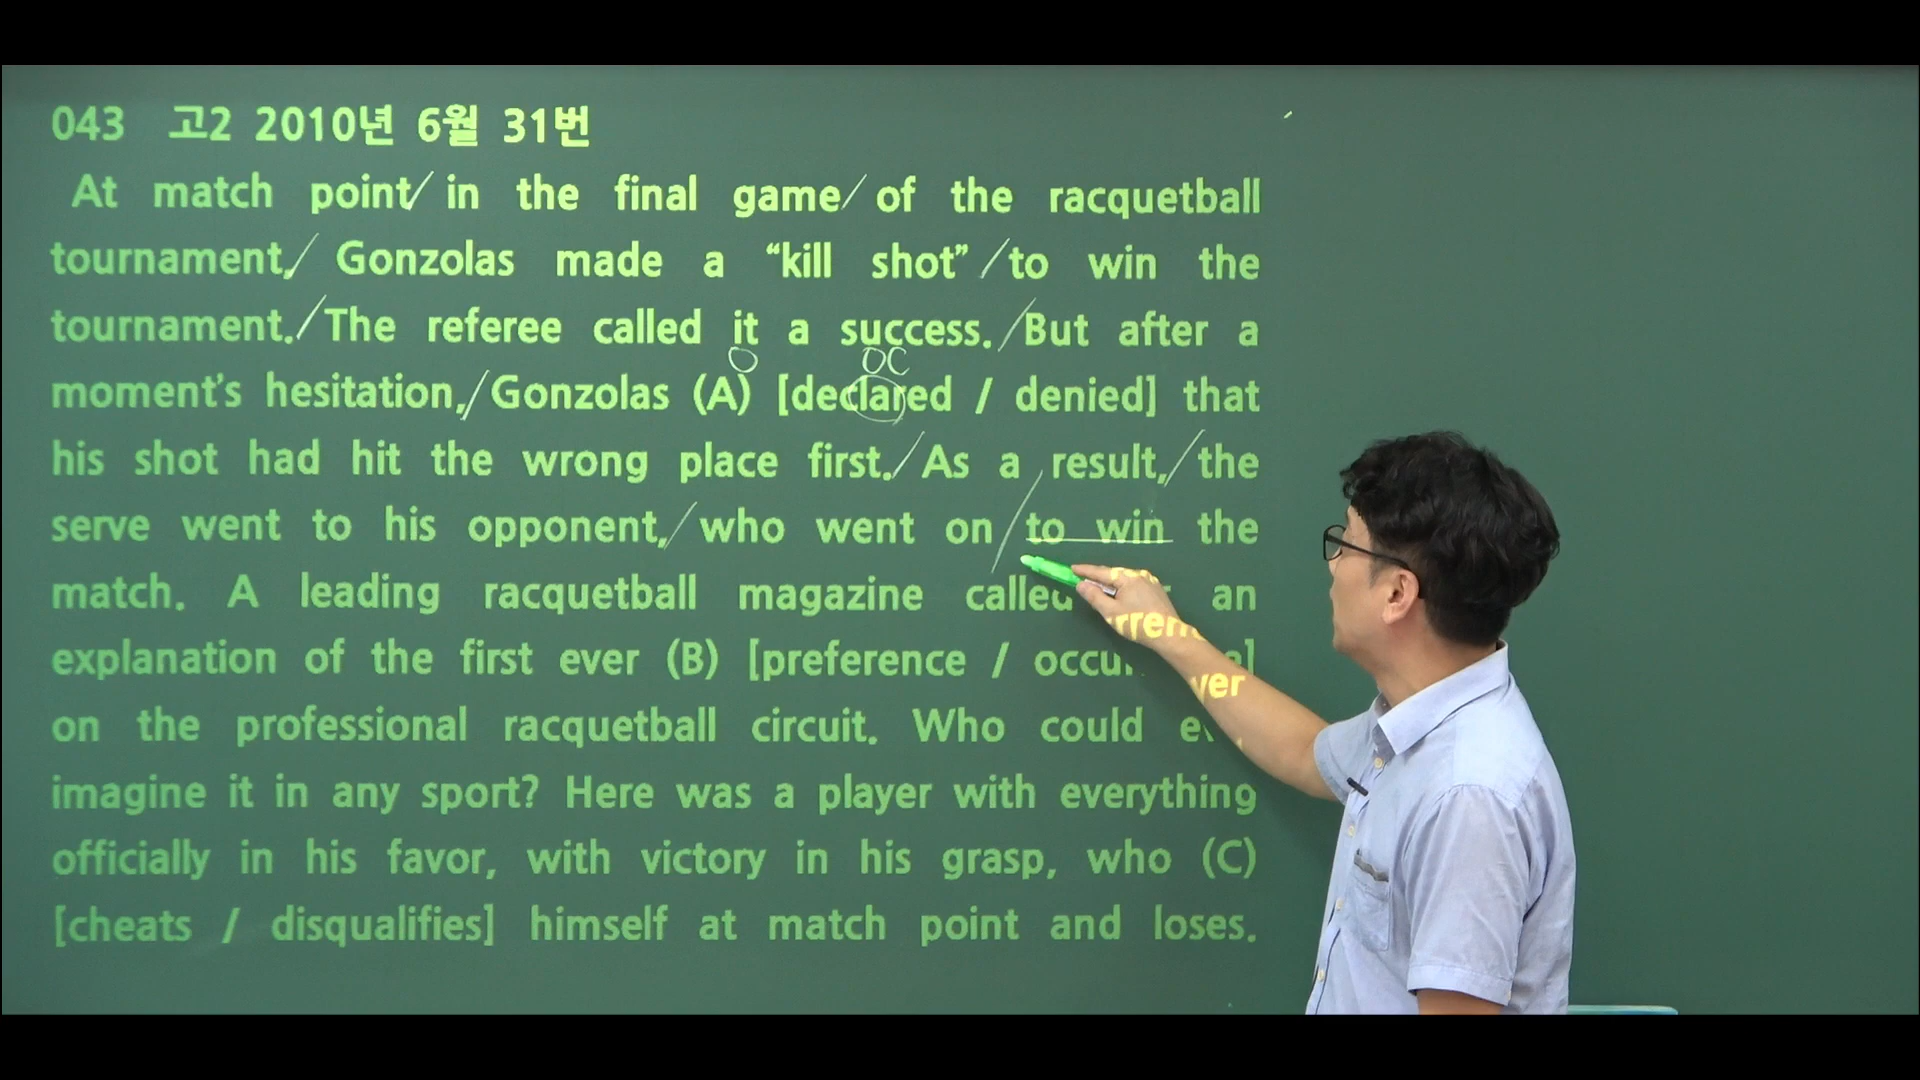 043 고2 2010년 6월 31번
At match point/ in the final game/ of the racquetball
tournament,/ Gonzolas made a “kill shot” /to win the
tournament./ The referee called it a success./ But after a
O OC
moment’s hesitation,/ Gonzolas (A) [declared / denied] that
his shot had hit the wrong place first./ As a result,/ the
serve went to his opponent,/ who went on / to win the
match. A leading racquetball magazine called an
explanation of the first ever (B) [preference / occurrence]
on the professional racquetball circuit. Who could ever
imagine it in any sport? Here was a player with everything
officially in his favor, with victory in his grasp, who (C)
[cheats / disqualifies] himself at match point and loses.